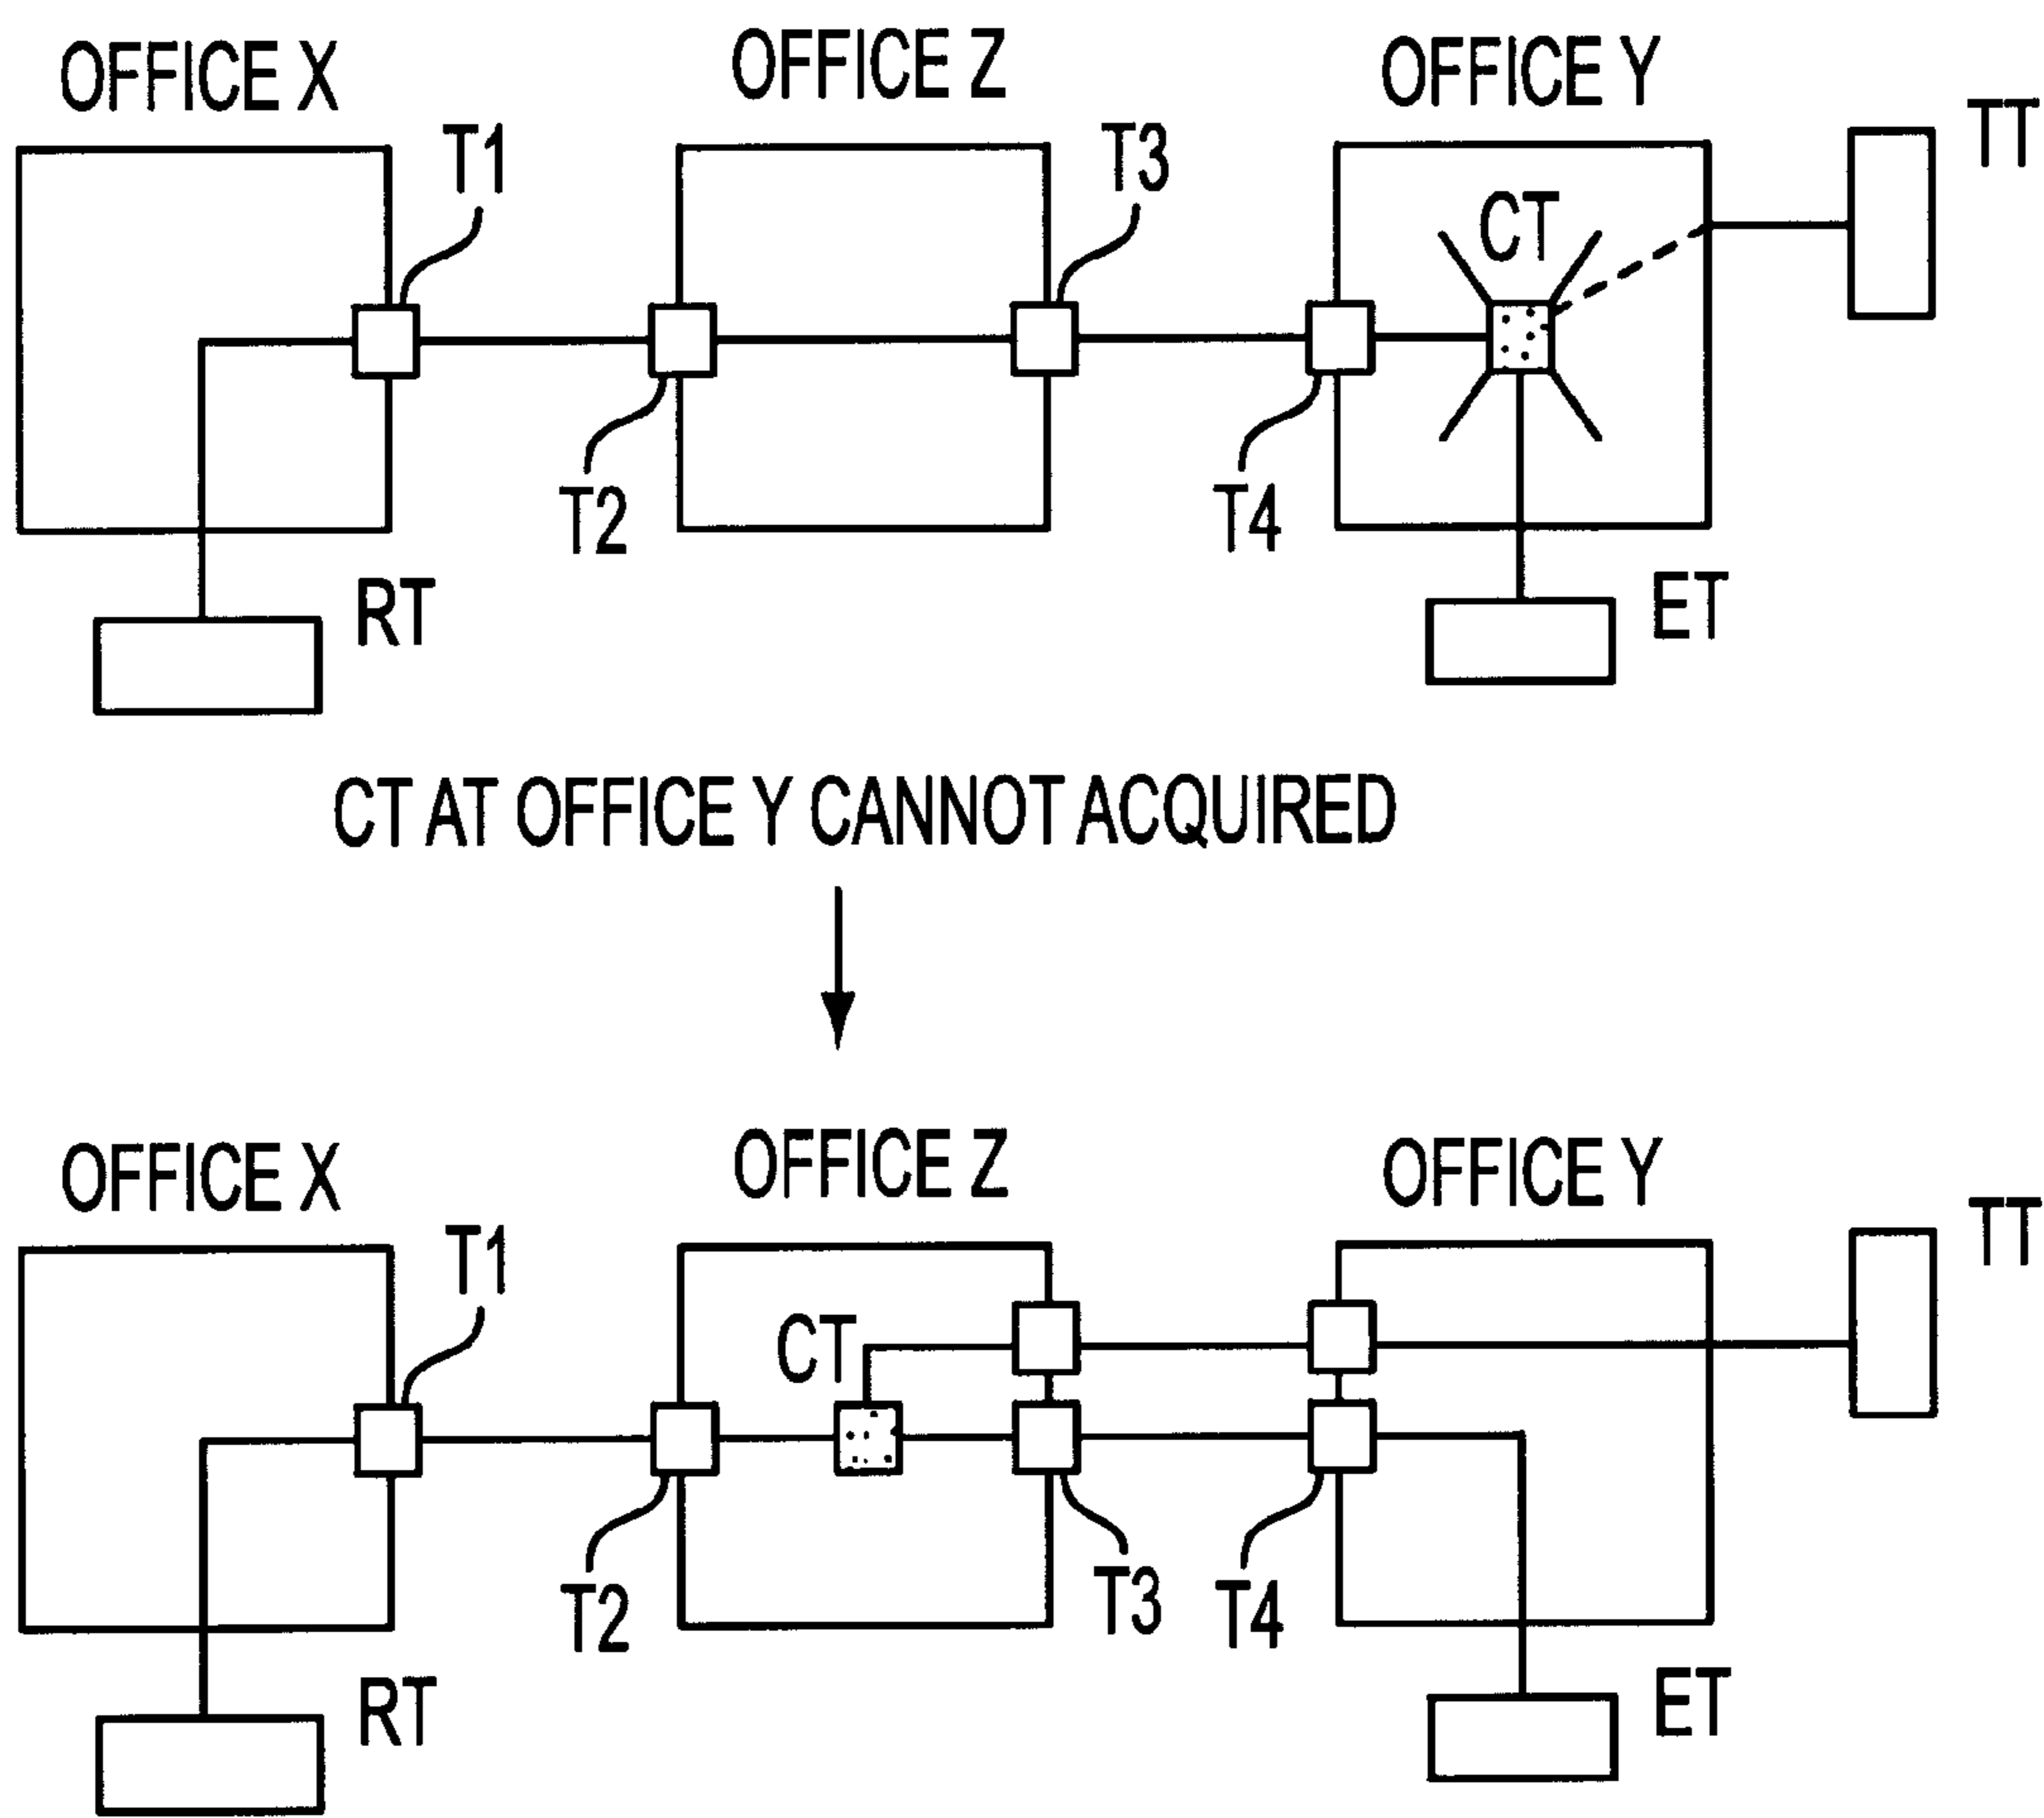 OFFICE X
OFFICE Z
OFFICE Y
TT
T1
T3
CT
T2
T4
RT
ET
CT AT OFFICE Y CANNOT ACQUIRED
OFFICE X
OFFICE Z
OFFICE Y
TT
T1
CT
T2
T3
T4
RT
ET